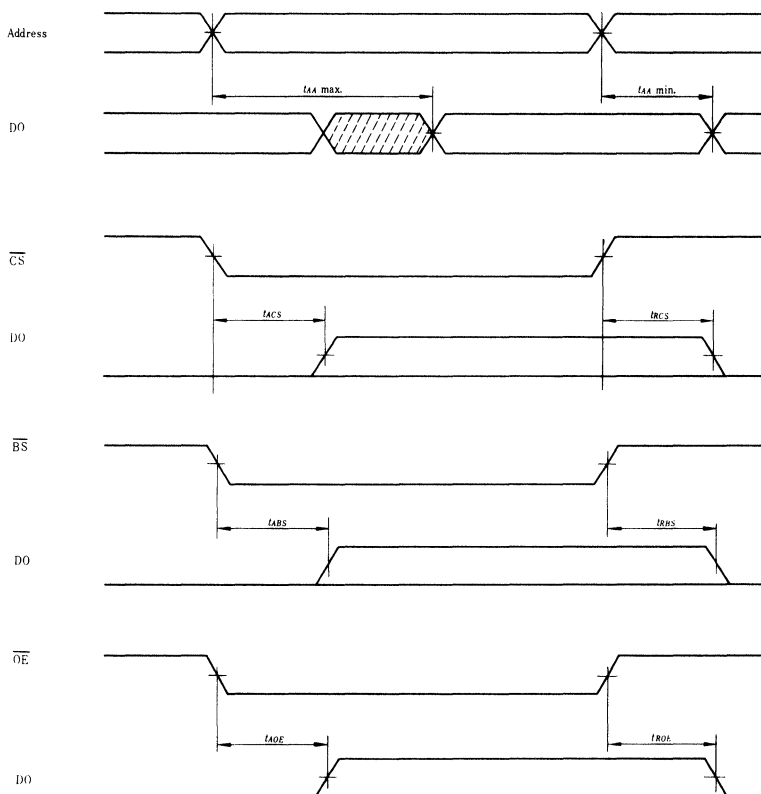 Address
tAA max.
tAA min.
DO
CS
tACS
tRCS
DO
BS
tABS
tRBS
DO
OE
tAOE
tROE
DO